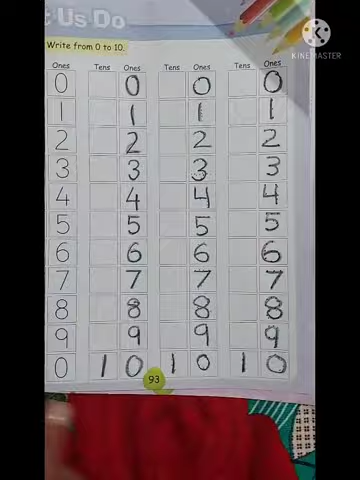 t Us Do
Write from 0 to 10.
Ones Tens Ones Tens Ones Tens Ones
0 0 0 0
1 1 1 1
2 2 2 2
3 3 3 3
4 4 4 4
5 5 5 5
6 6 6 6
7 7 7 7
8 8 8 8
9 9 9 9
0 1 0 1 0 1 0
93
KINEMASTER